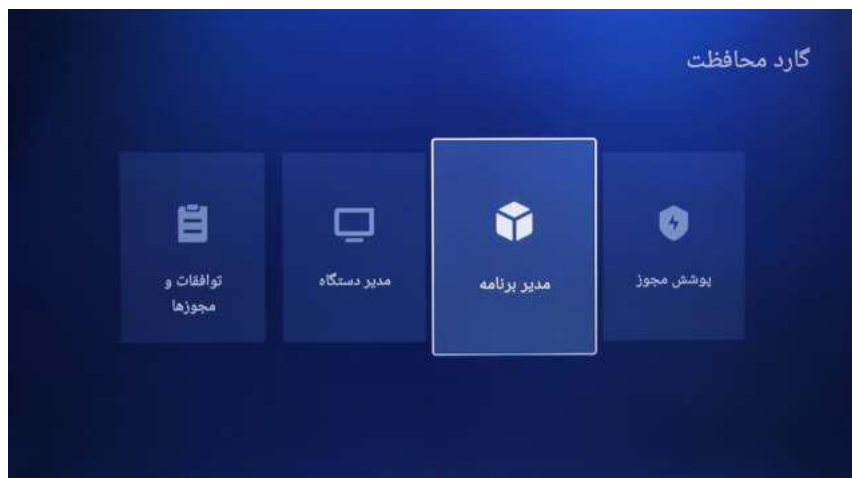 گارد محافظت
پوشش مجوز
مدیر برنامه
مدیر دستگاه
توافقات و
مجوزها